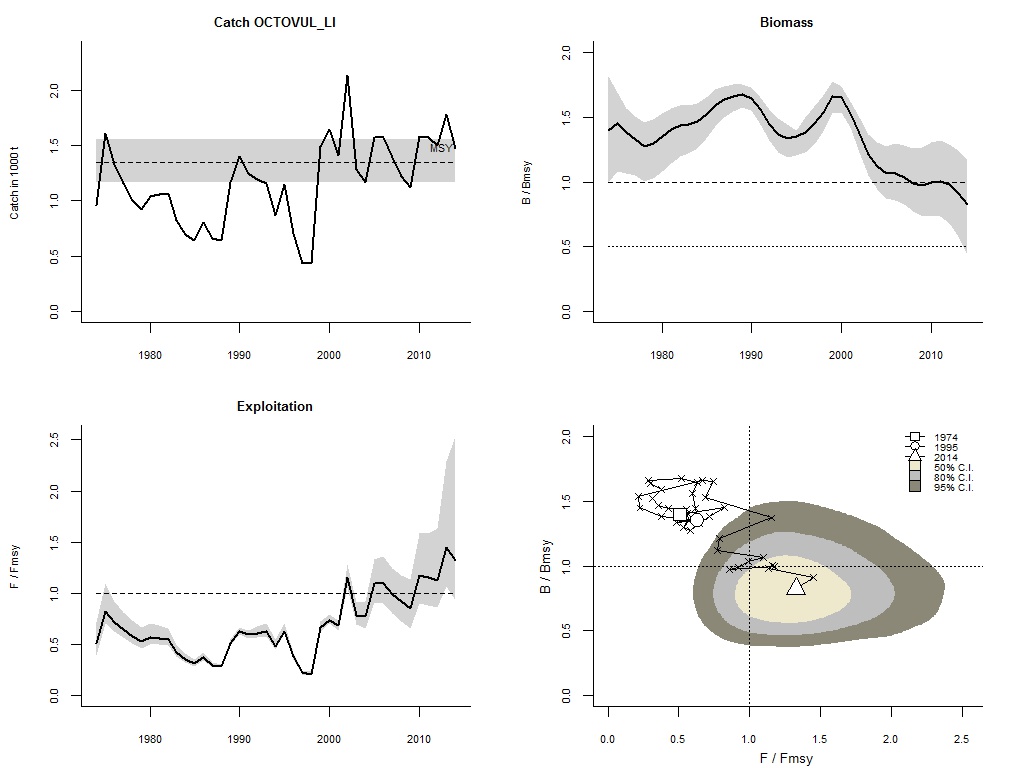 Catch OCTOVUL_LI
Catch in 1000 t
2.0
1.5
1.0
0.5
0.0
MSY
1980 1990 2000 2010
Biomass
B / Bmsy
2.0
1.5
1.0
0.5
0.0
1980 1990 2000 2010
Exploitation
F / Fmsy
2.5
2.0
1.5
1.0
0.5
0.0
1980 1990 2000 2010
B / Bmsy
2.0
1.5
1.0
0.5
0.0
1974
1995
2014
50% C.I.
80% C.I.
95% C.I.
0.0 0.5 1.0 1.5 2.0 2.5
F / Fmsy